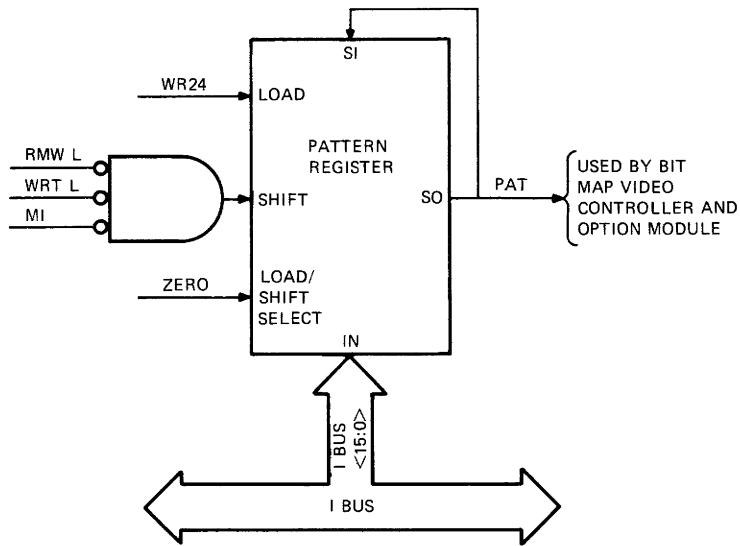 SI
WR24
LOAD
PATTERN
REGISTER
RMW L
WRT L
MI
SHIFT
SO
PAT
USED BY BIT
MAP VIDEO
CONTROLLER AND
OPTION MODULE
ZERO
LOAD/
SHIFT
SELECT
IN
I BUS
<15:0>
I BUS